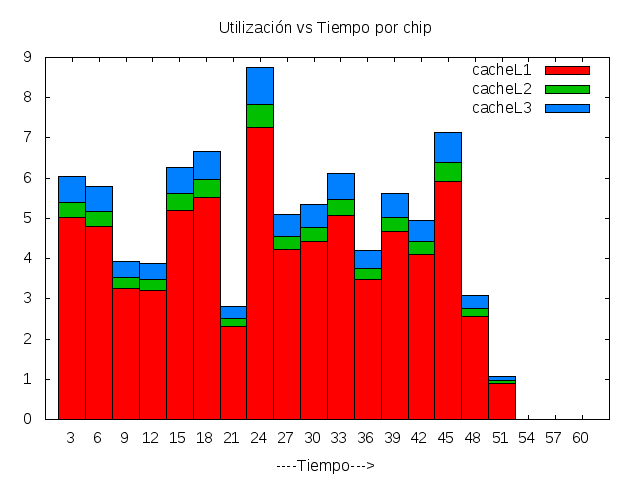 Utilización vs Tiempo por chip
9
8
7
6
5
4
3
2
1
0
cacheL1
cacheL2
cacheL3
3 6 9 12 15 18 21 24 27 30 33 36 39 42 45 48 51 54 57 60
----Tiempo--->